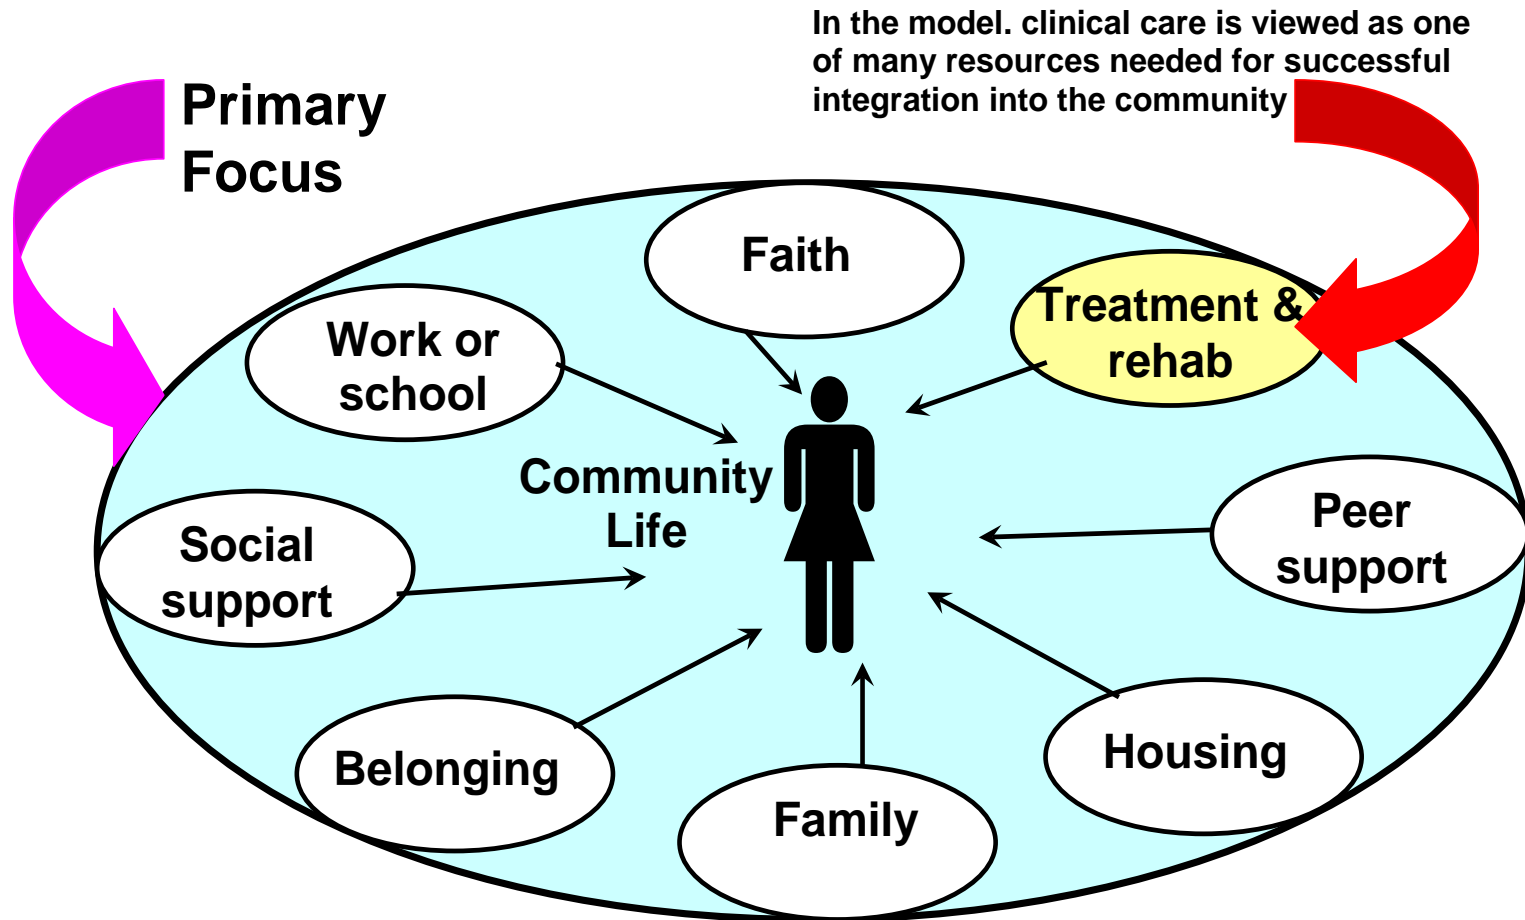 In the model. clinical care is viewed as one
of many resources needed for successful
integration into the community
Primary
Focus
Faith
Treatment &
rehab
Work or
school
Community
Life
Peer
support
Social
support
Housing
Belonging
Family